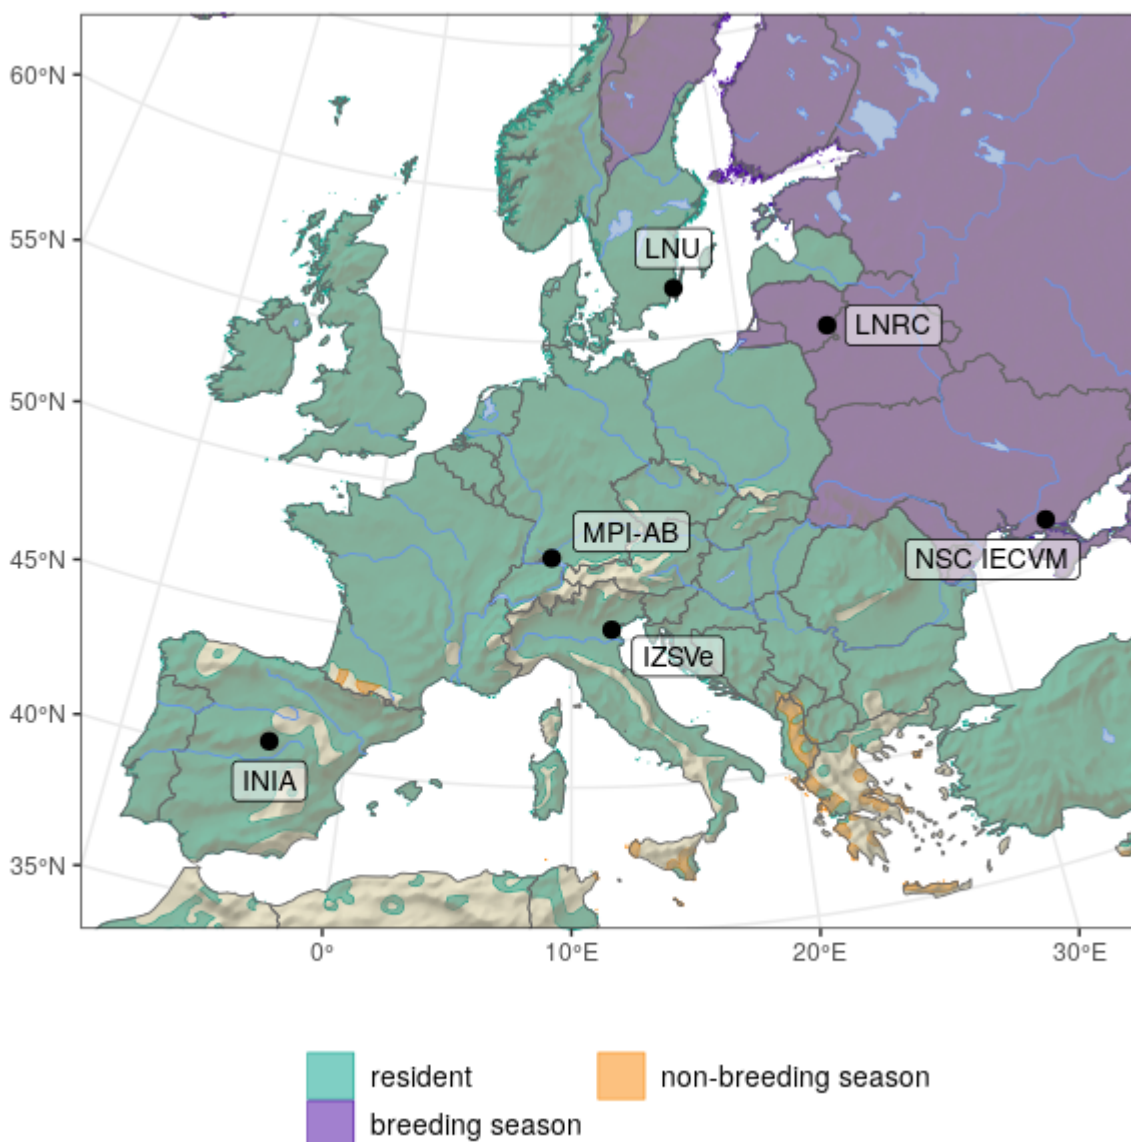 60°N
55°N
50°N
45°N
40°N
35°N
LNU
LNRC
MPI-AB
NSC IECVM
IZSVe
INIA
0°
10°E
20°E
30°E
resident
non-breeding season
breeding season